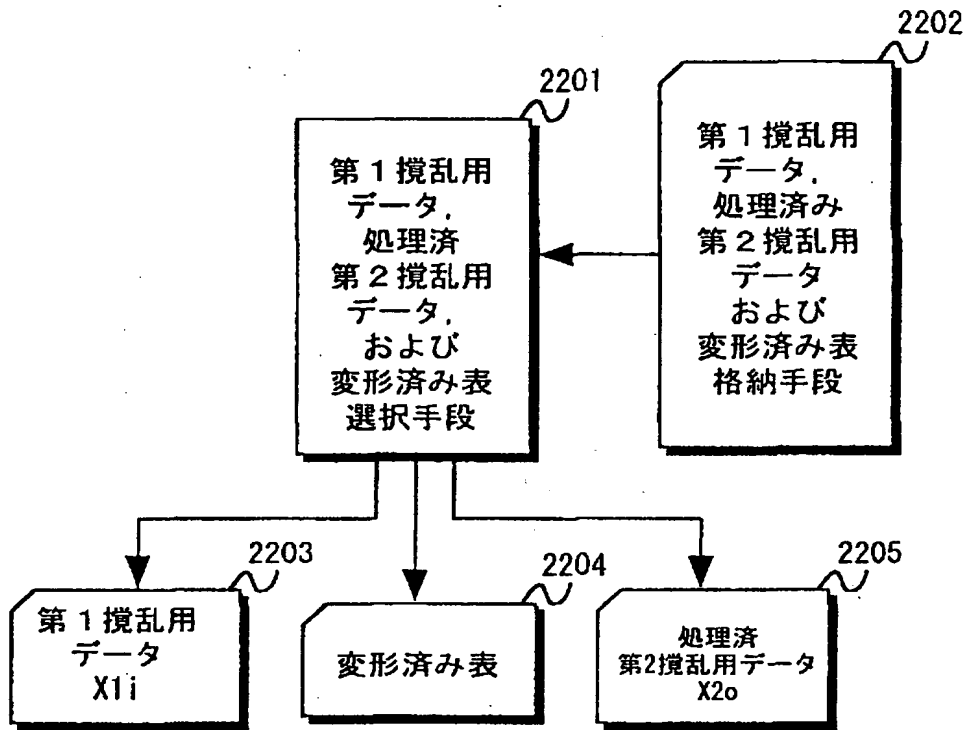 2202
2201
第1撹乱用
データ,
処理済み
第2撹乱用
データ
および
変形済み表
格納手段
第1撹乱用
データ,
処理済
第2撹乱用
データ,
および
変形済み表
選択手段
2203
2204
2205
第1撹乱用
データ
X1i
変形済み表
処理済
第2撹乱用データ
X2o